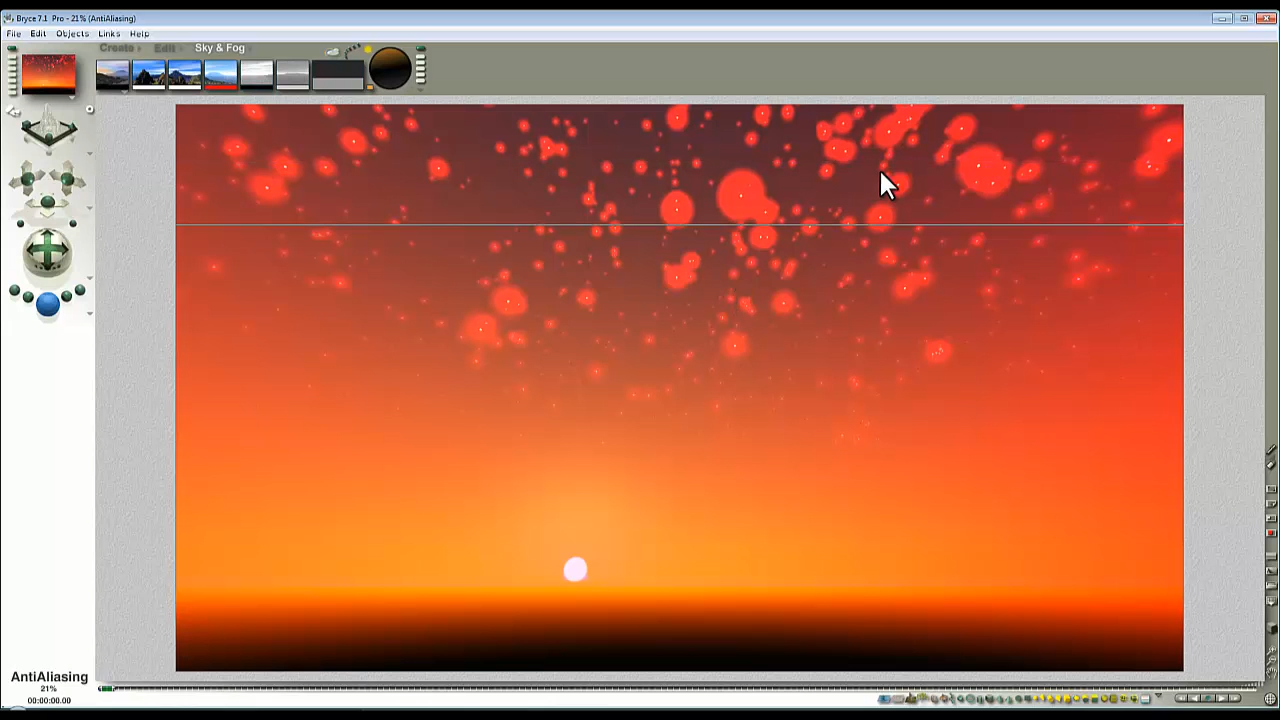 Bryce 7.1 Pro - 21% (AntiAliasing)
File Edit Objects Links Help
Create Edit Sky & Fog
AntiAliasing
21%
00:00:00.00